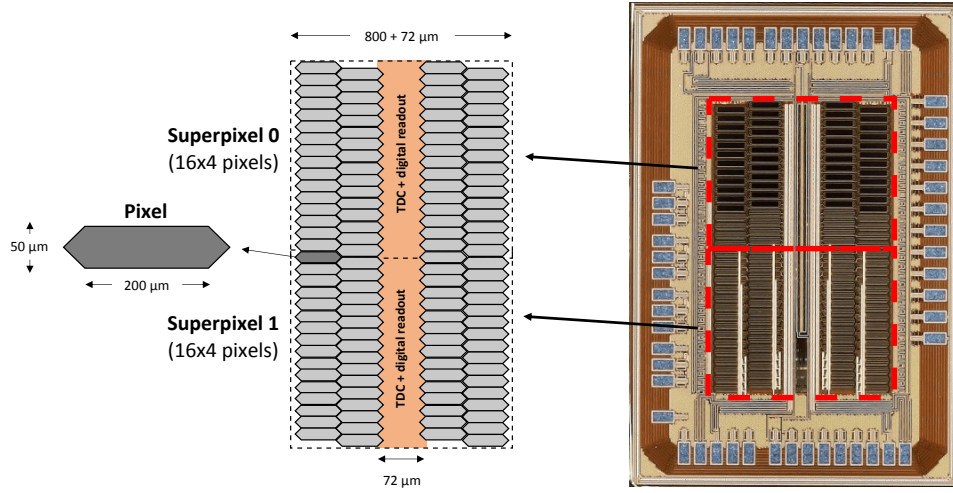 800 + 72 µm
Superpixel 0
(16x4 pixels)
TDC + digital readout
Pixel
50 µm
200 µm
Superpixel 1
(16x4 pixels)
TDC + digital readout
72 µm